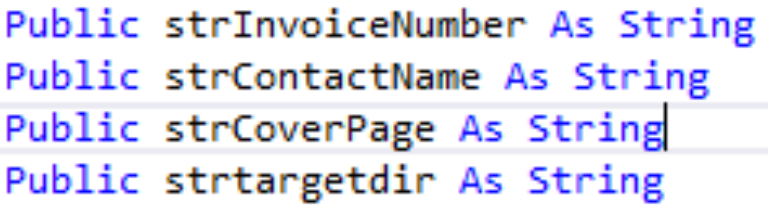 Public strInvoiceNumber As String
Public strContactName As String
Public strCoverPage As String
Public strtargetdir As String